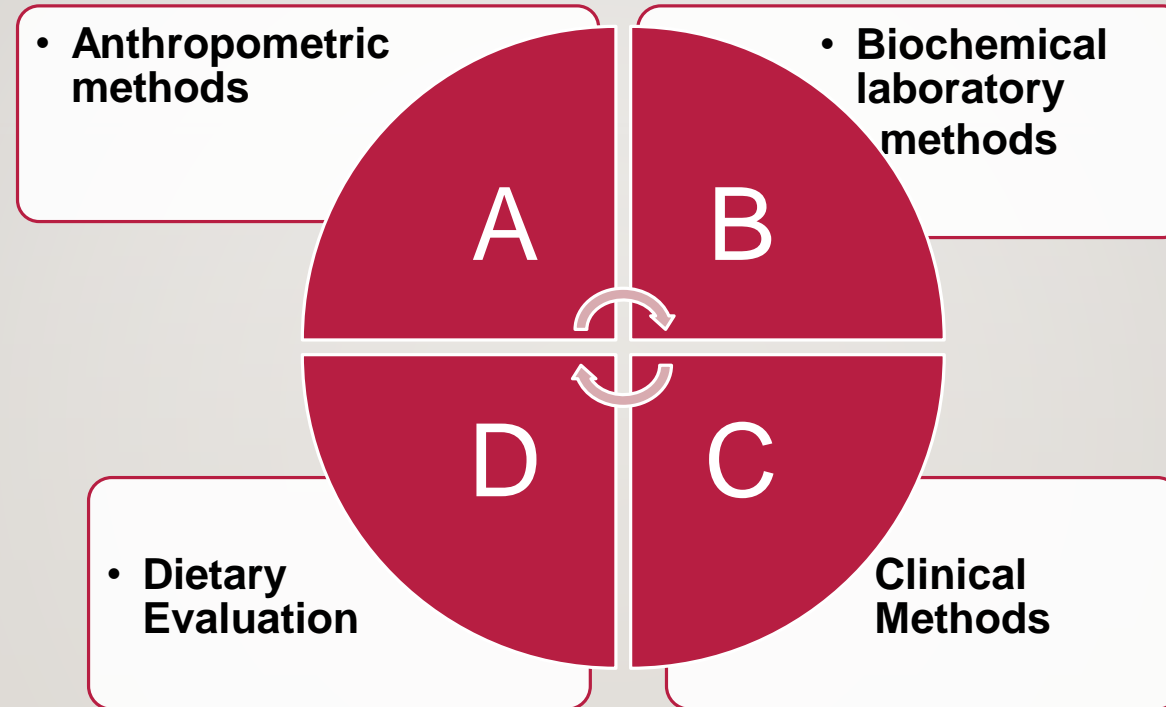 • Anthropometric
methods
• Biochemical
laboratory
methods
A
B
D
C
• Dietary
Evaluation
Clinical
Methods